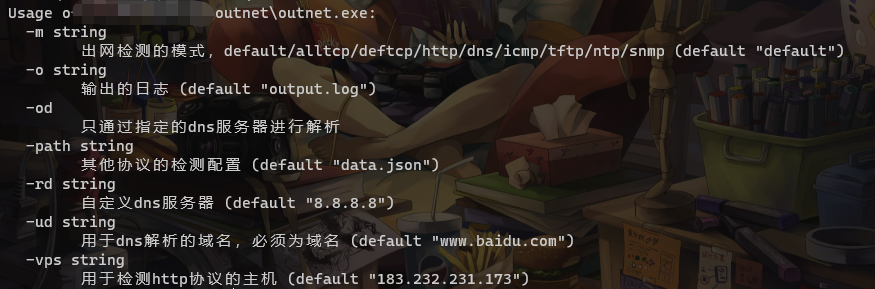 Usage o outnet\outnet.exe:
-m string
出网检测的模式，default/alltcp/deftcp/http/dns/icmp/tftp/ntp/snmp (default "default")
-o string
输出的日志 (default "output.log")
-od
只通过指定的dns服务器进行解析
-path string
其他协议的检测配置 (default "data.json")
-rd string
自定义dns服务器 (default "8.8.8.8")
-ud string
用于dns解析的域名，必须为域名 (default "www.baidu.com")
-vps string
用于检测http协议的主机 (default "183.232.231.173")